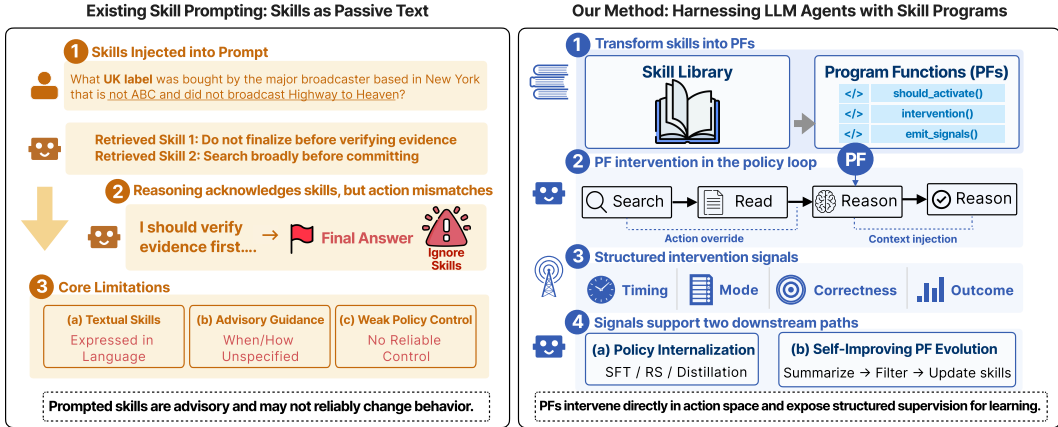 Existing Skill Prompting: Skills as Passive Text
1 Skills Injected into Prompt
What UK label was bought by the major broadcaster based in New York
that is not ABC and did not broadcast Highway to Heaven?
Retrieved Skill 1: Do not finalize before verifying evidence
Retrieved Skill 2: Search broadly before committing
2 Reasoning acknowledges skills, but action mismatches
I should verify
evidence first.... → Final Answer
Ignore
Skills
3 Core Limitations
(a) Textual Skills
Expressed in
Language
(b) Advisory Guidance
When/How
Unspecified
(c) Weak Policy Control
No Reliable
Control
Prompted skills are advisory and may not reliably change behavior.
Our Method: Harnessing LLM Agents with Skill Programs
1 Transform skills into PFs
Skill Library
Program Functions (PFs)
</> should_activate()
</> intervention()
</> emit_signals()
2 PF intervention in the policy loop
PF
Search
Read
Reason
Reason
Action override
Context injection
3 Structured intervention signals
Timing
Mode
Correctness
Outcome
4 Signals support two downstream paths
(a) Policy Internalization
SFT / RS / Distillation
(b) Self-Improving PF Evolution
Summarize → Filter → Update skills
PFs intervene directly in action space and expose structured supervision for learning.